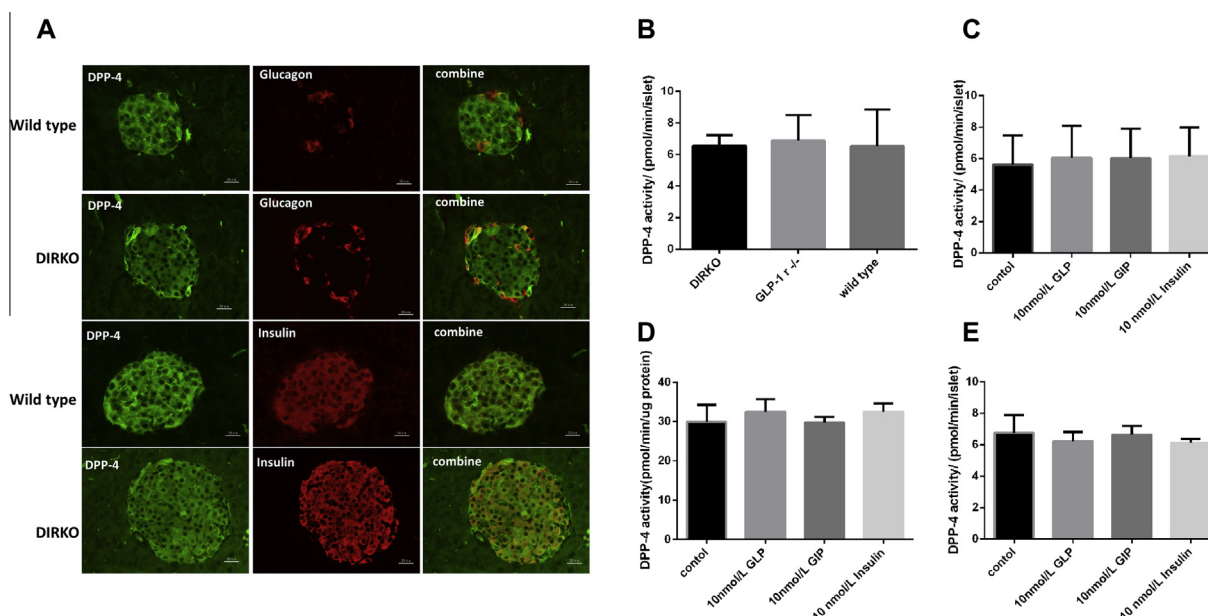 A
DPP-4 Glucagon combine
Wild type
DPP-4 Glucagon combine
DIRKO
DPP-4 Insulin combine
Wild type
DPP-4 Insulin combine
DIRKO
B
DPP-4 activity/ (pmol/min/islet)
10
8
6
4
2
0
DIRKO
GLP-1 r -/-
wild type
C
DPP-4 activity/ (pmol/min/islet)
10
8
6
4
2
0
contol
10nmol/L GLP
10nmol/L GIP
10 nmol/L Insulin
D
DPP-4 activity(pmol/min/ug protein)
40
30
20
10
0
contol
10nmol/L GLP
10nmol/L GIP
10 nmol/L Insulin
E
DPP-4 activity/ (pmol/min/islet)
10
8
6
4
2
0
contol
10nmol/L GLP
10nmol/L GIP
10 nmol/L Insulin